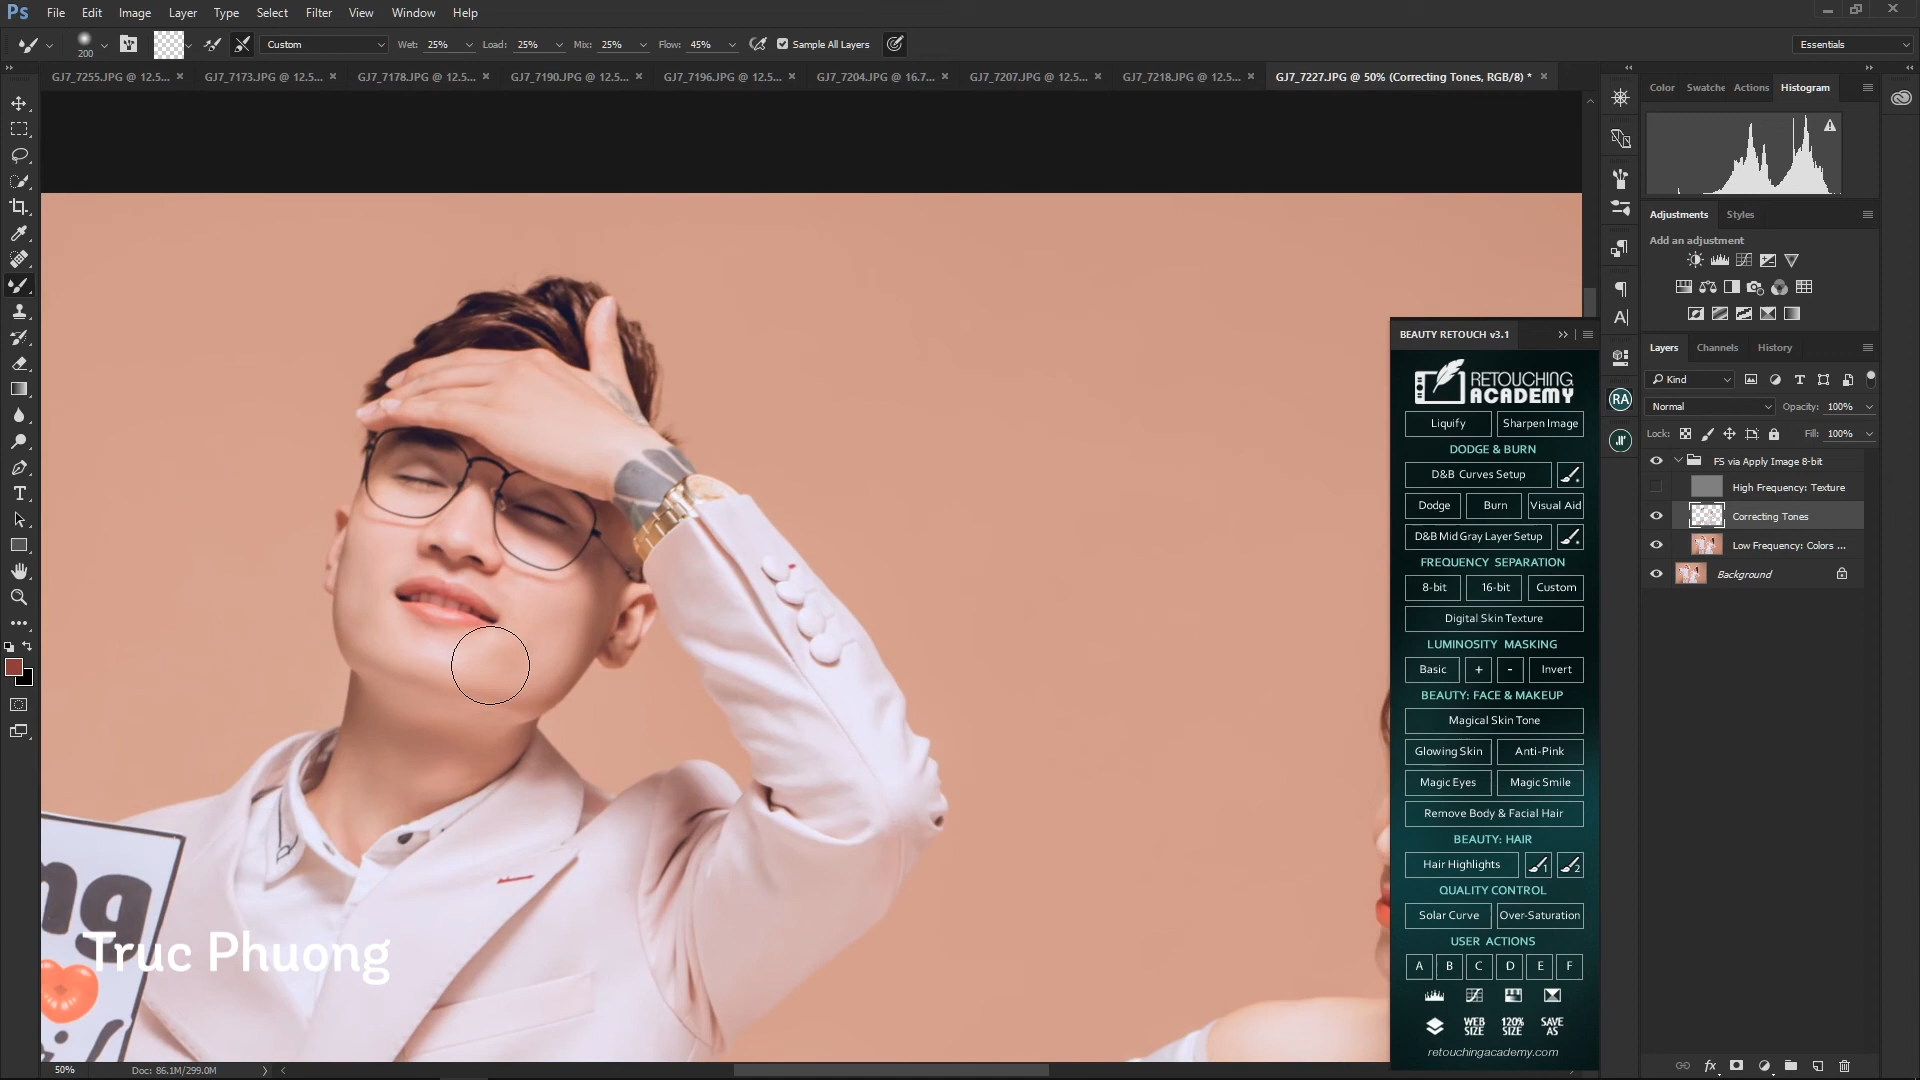 Ps File Edit Image Layer Type Select Filter View Window Help
200 Custom Wet: 25% Load: 25% Mix: 25% Flow: 45% Sample All Layers Essentials
GJ7_7255.JPG @ 12.5... × GJ7_7173.JPG @ 12.5... × GJ7_7178.JPG @ 12.5... × GJ7_7190.JPG @ 12.5... × GJ7_7196.JPG @ 12.5... × GJ7_7204.JPG @ 16.7... × GJ7_7207.JPG @ 12.5... × GJ7_7218.JPG @ 12.5... × GJ7_7227.JPG @ 50% (Correcting Tones, RGB/8) * ×
Color Swatche Actions Histogram
Adjustments Styles
Add an adjustment
Layers Channels History
Kind
Normal Opacity: 100%
Lock: Fill: 100%
FS via Apply Image 8-bit
High Frequency: Texture
Correcting Tones
Low Frequency: Colors ...
Background
BEAUTY RETOUCH v3.1
RETOUCHING
ACADEMY
Liquify Sharpen Image
DODGE & BURN
D&B Curves Setup
Dodge Burn Visual Aid
D&B Mid Gray Layer Setup
FREQUENCY SEPARATION
8-bit 16-bit Custom
Digital Skin Texture
LUMINOSITY MASKING
Basic + - Invert
BEAUTY: FACE & MAKEUP
Magical Skin Tone
Glowing Skin Anti-Pink
Magic Eyes Magic Smile
Remove Body & Facial Hair
BEAUTY: HAIR
Hair Highlights 1 2
QUALITY CONTROL
Solar Curve Over-Saturation
USER ACTIONS
A B C D E F
WEB SIZE 120% SIZE SAVE AS
retouchingacademy.com
RA
ng
Truc Phuong
50% Doc: 86.1M/299.0M
fx